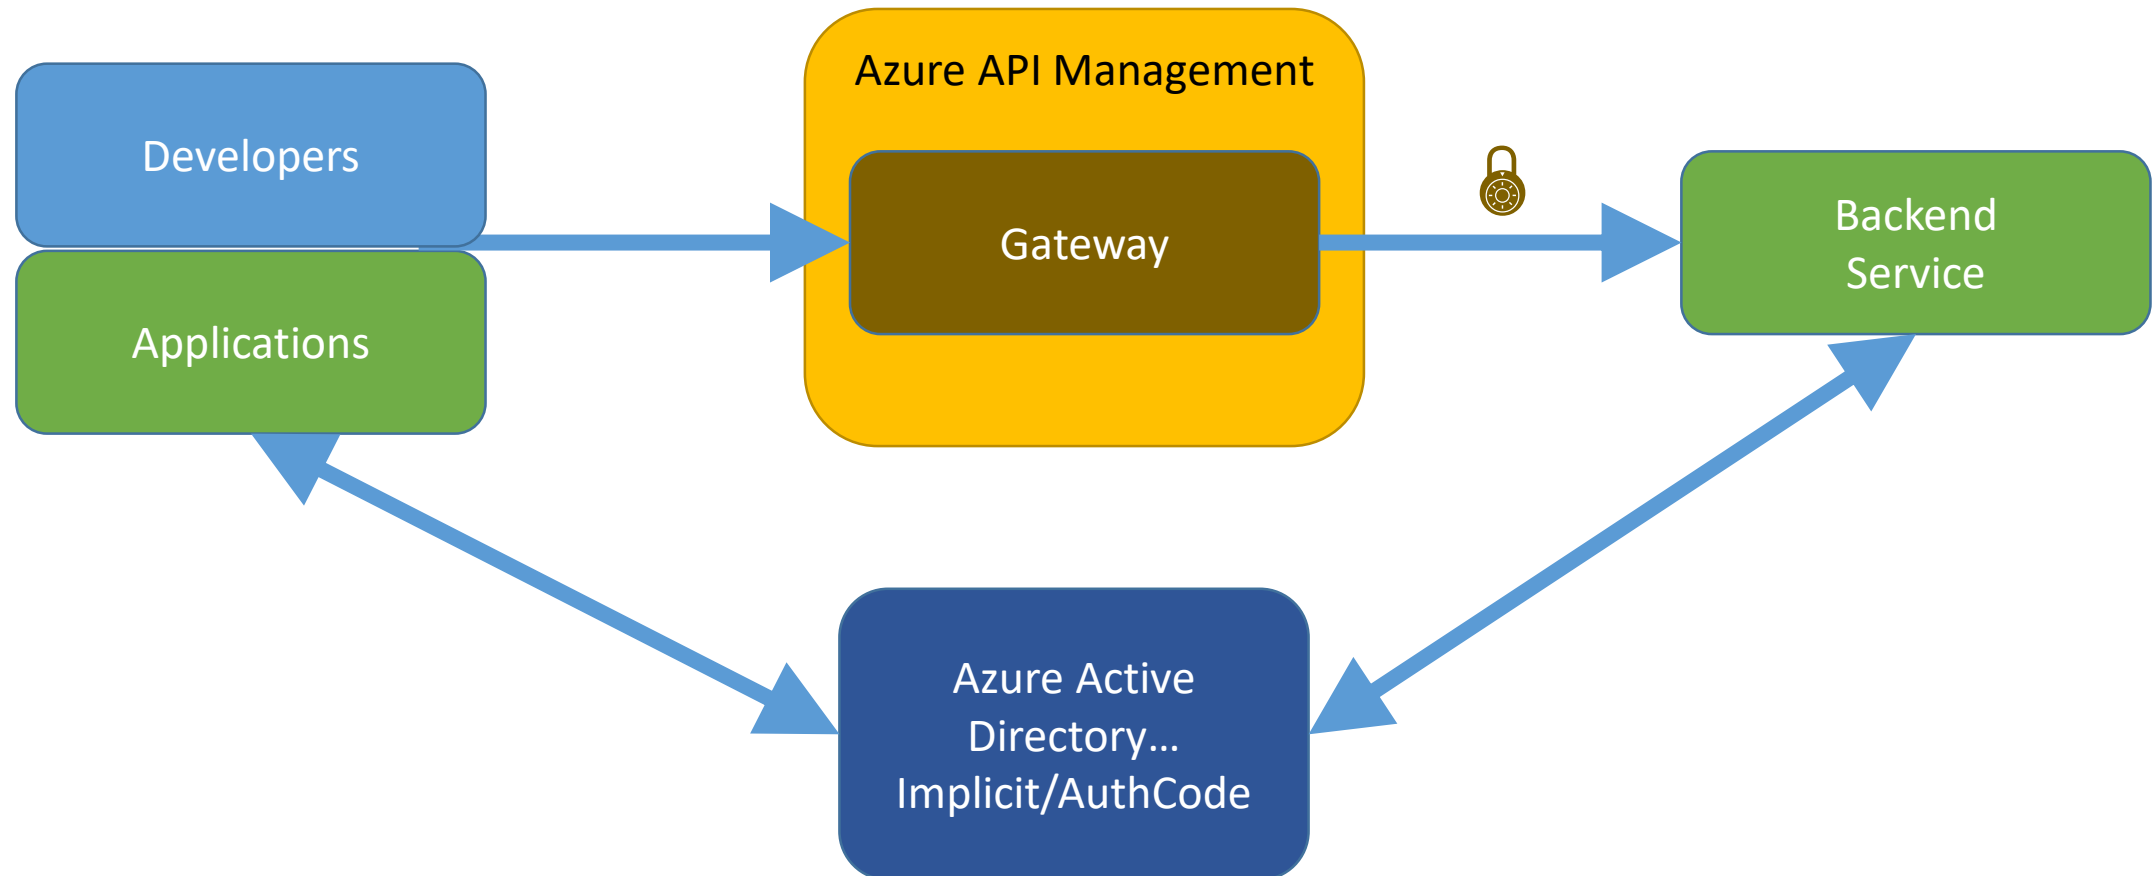 Azure API Management
Developers
Applications
Gateway
Backend
Service
Azure Active
Directory…
Implicit/AuthCode